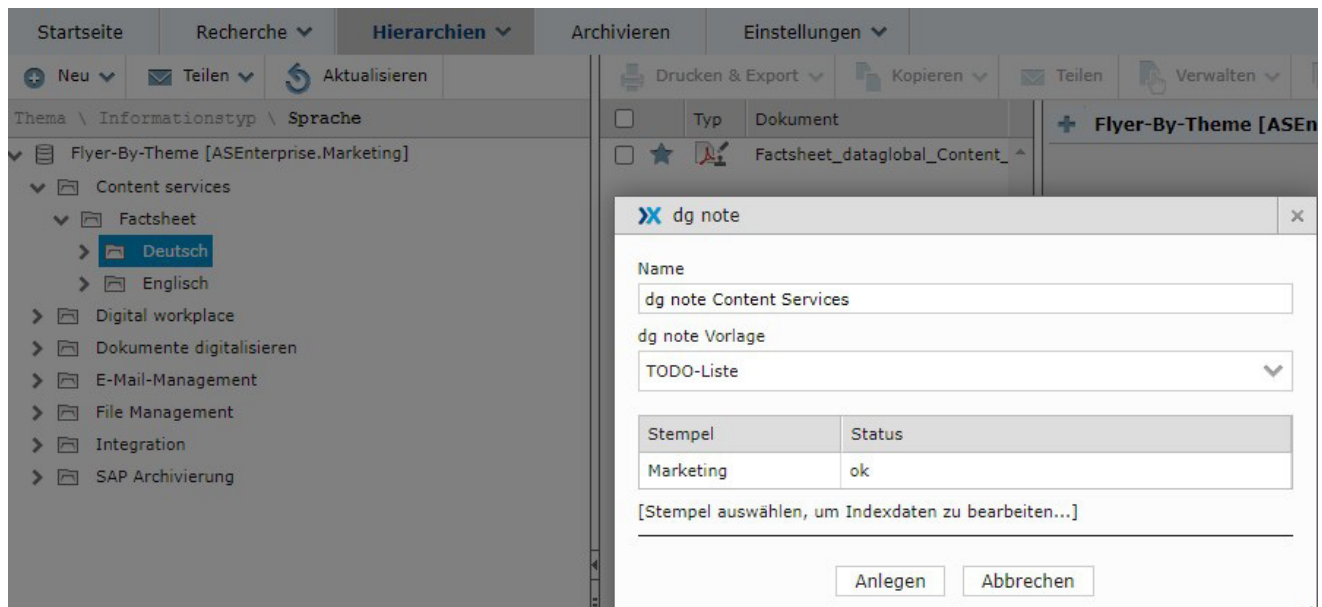 Startseite Recherche Hierarchien Archivieren Einstellungen
Neu Teilen Aktualisieren
Drucken & Export Kopieren Teilen Verwalten
Thema \ Informationstyp \ Sprache
Flyer-By-Theme [ASEnterprise.Marketing]
Content services
Factsheet
Deutsch
Englisch
Digital workplace
Dokumente digitalisieren
E-Mail-Management
File Management
Integration
SAP Archivierung
Typ Dokument
Factsheet_dataglobal_Content_
Flyer-By-Theme [ASEn
dg note
Name
dg note Content Services
dg note Vorlage
TODO-Liste
Stempel Status
Marketing ok
[Stempel auswählen, um Indexdaten zu bearbeiten...]
Anlegen Abbrechen